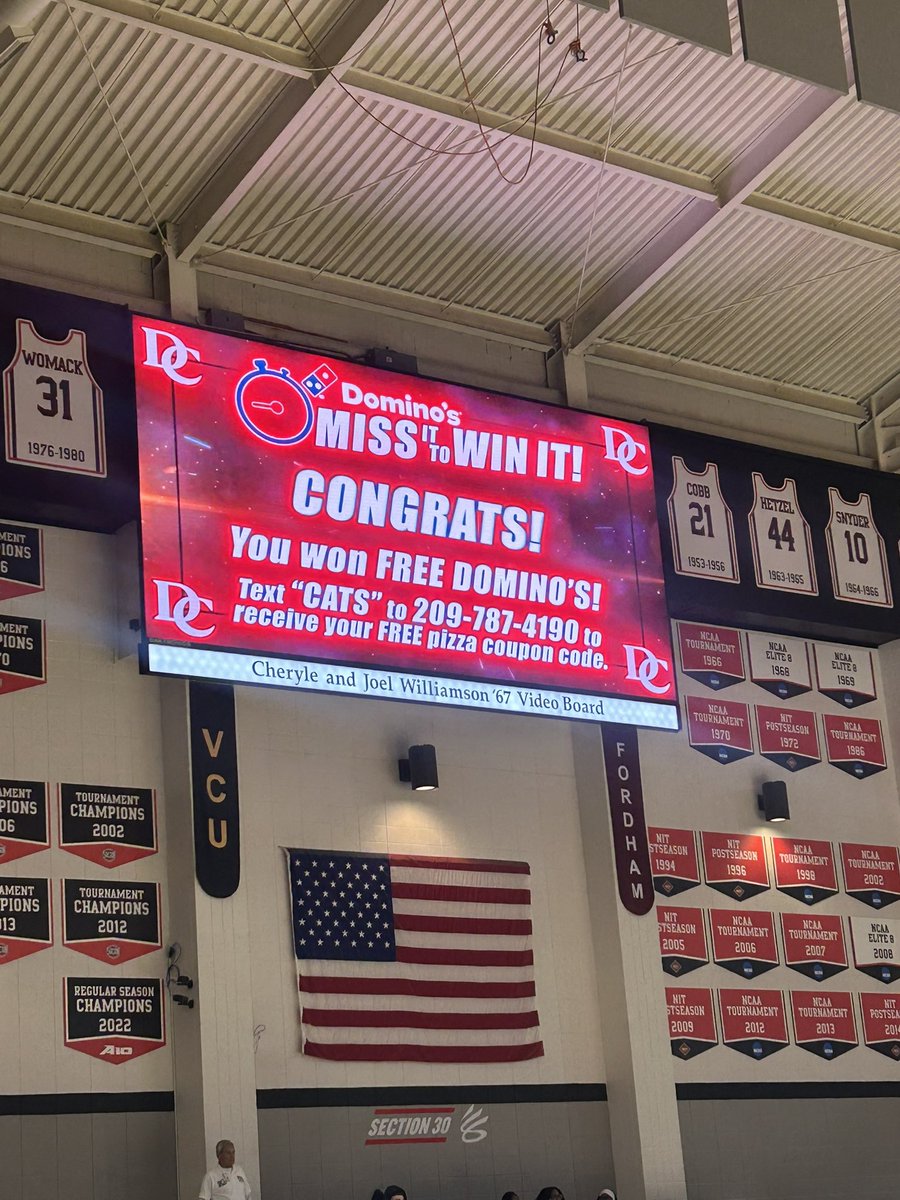 WOMACK
31
1976-1980
DC
Domino's
MISS IT TO WIN IT!
DC
CONGRATS!
You won FREE DOMINO'S!
Text “CATS” to 209-787-4190 to
receive your FREE pizza coupon code.
DC
DC
Cheryle and Joel Williamson '67 Video Board
COBB
21
1953-1956
HETZEL
44
1963-1965
SNYDER
10
1964-1966
NCAA
TOURNAMENT
1966
NCAA
ELITE 8
1968
NCAA
ELITE 8
1969
NCAA
TOURNAMENT
1970
NIT
POSTSEASON
1972
NCAA
TOURNAMENT
1986
VCU
FORDHAM
TOURNAMENT
CHAMPIONS
2002
TOURNAMENT
CHAMPIONS
2012
REGULAR SEASON
CHAMPIONS
2022
A10
1994
NIT
POSTSEASON
1996
NCAA
TOURNAMENT
1998
NCAA
TOURNAMENT
2002
NIT
2005
NCAA
TOURNAMENT
2006
NCAA
TOURNAMENT
2007
NCAA
ELITE 8
2008
NIT
2009
NCAA
TOURNAMENT
2012
NCAA
TOURNAMENT
2013
NIT
SECTION 30